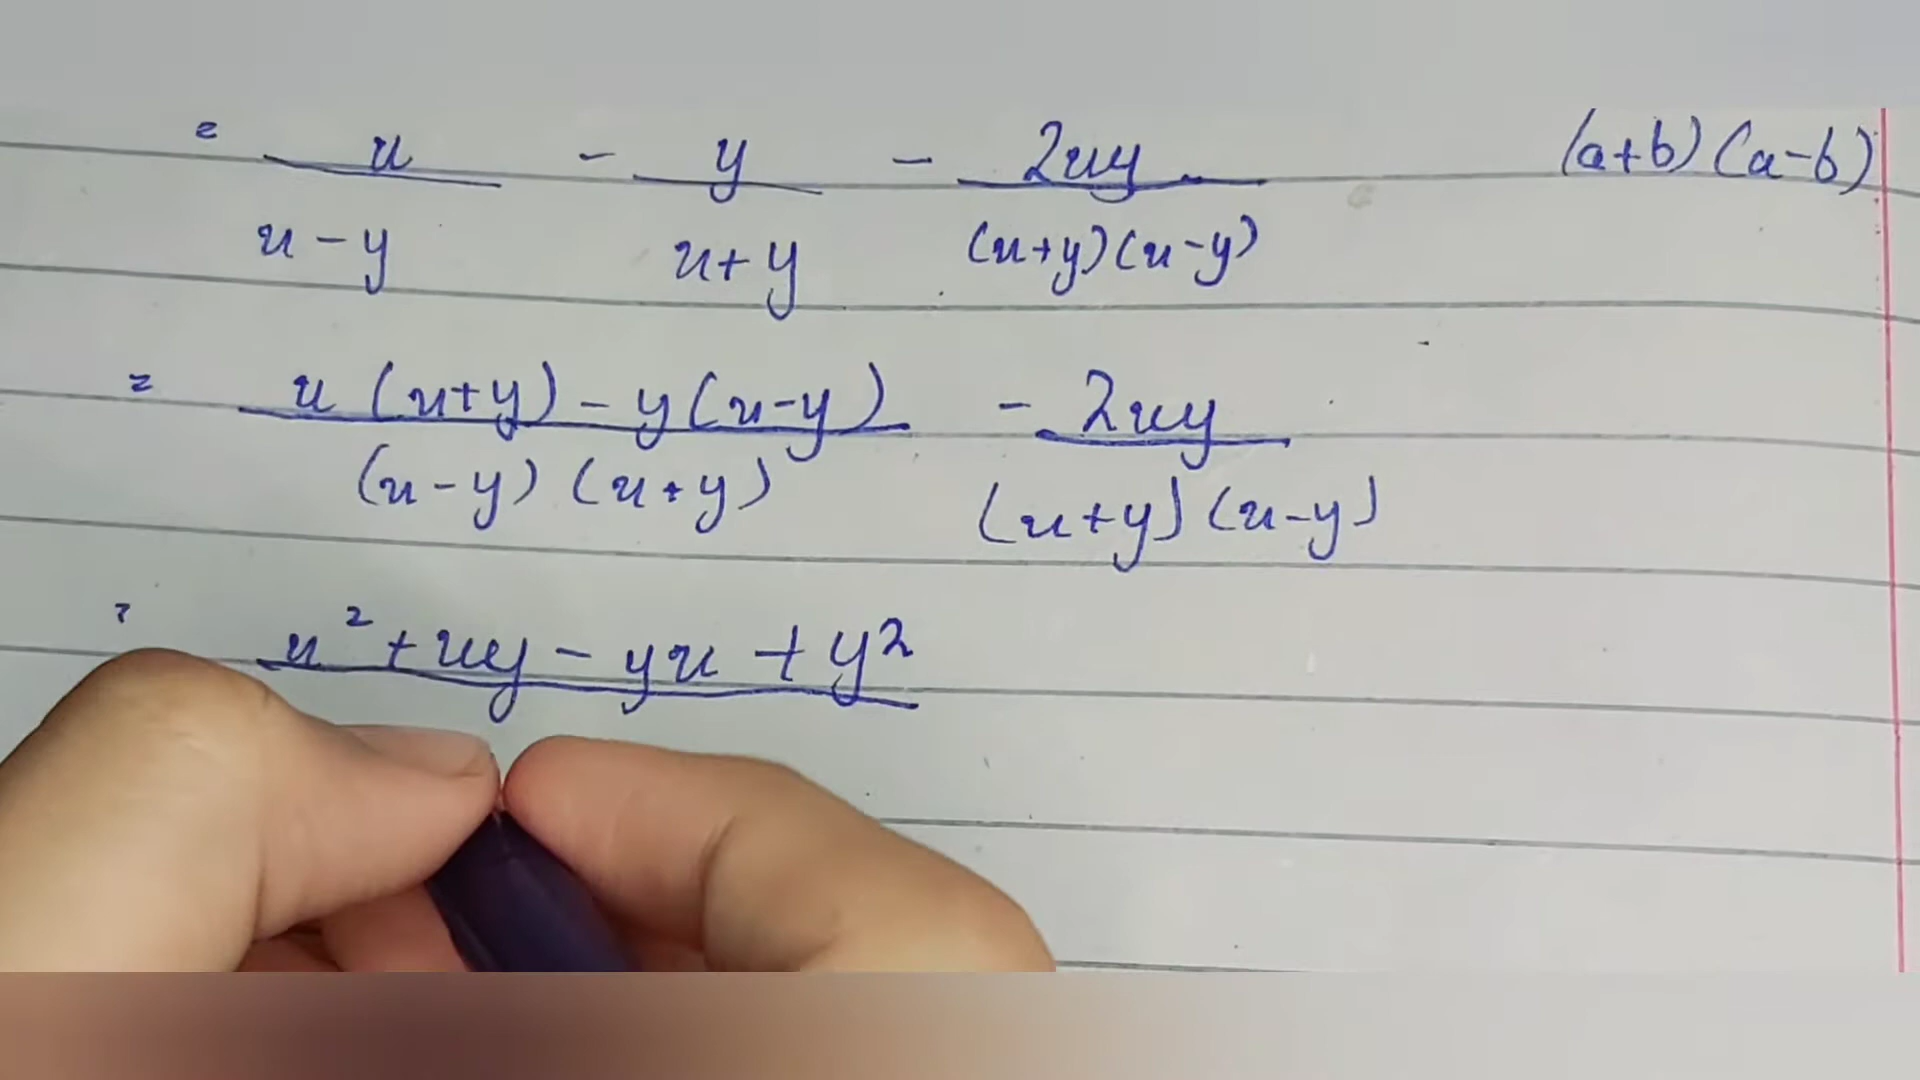 = x / (x - y) - y / (x + y) - 2xy / ((x+y)(x-y))    (a+b)(a-b)
= (x(x+y) - y(x-y)) / ((x-y)(x+y)) - 2xy / ((x+y)(x-y))
= x² + xy - yx + y²